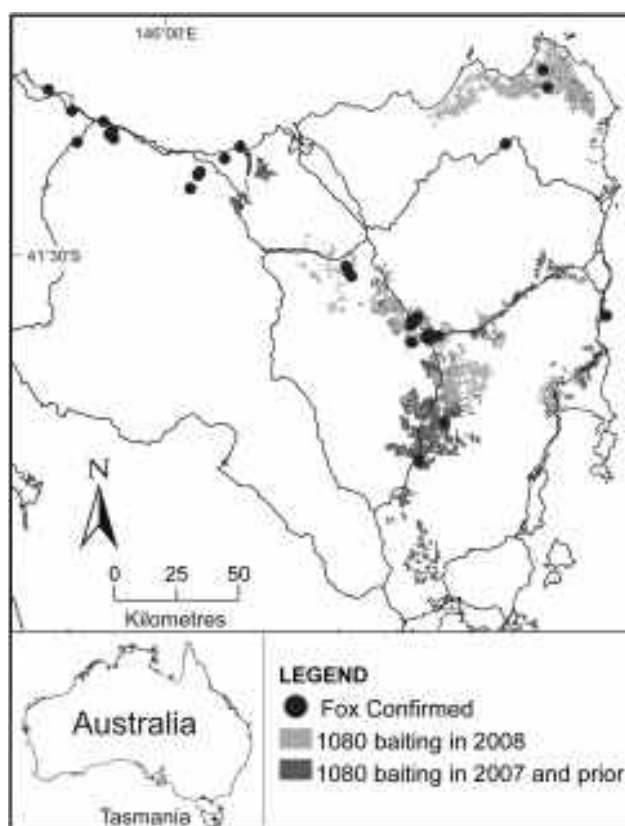 146°00'E
41°30'S
N
0 25 50
Kilometres
Australia
Tasmania
LEGEND
Fox Confirmed
1080 baiting in 2008
1080 baiting in 2007 and prior